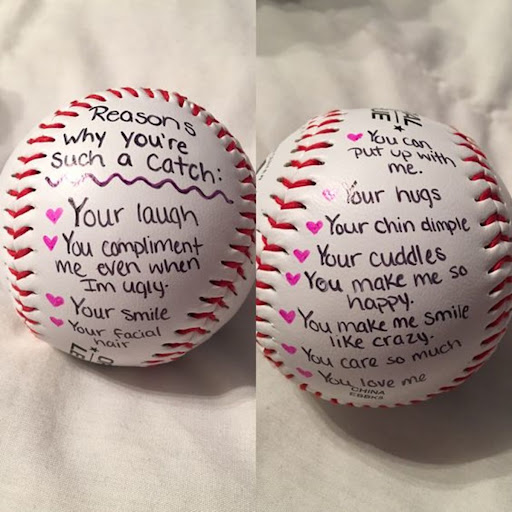 Reasons
why you're
such a catch:
Your laugh
You compliment
me even when
Im ugly.
Your smile
Your facial
hair
You can
put up with
me.
Your hugs
Your chin dimple
Your cuddles
You make me so
happy.
You make me smile
like crazy.
You care so much
You love me
CHINA